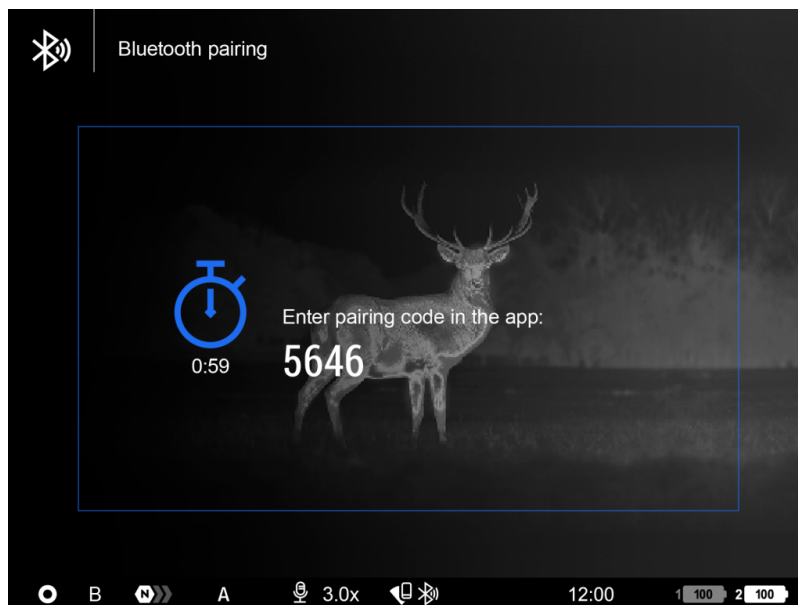 Bluetooth pairing
Enter pairing code in the app:
5646
0:59
B N A 3.0x 12:00 1 100 2 100